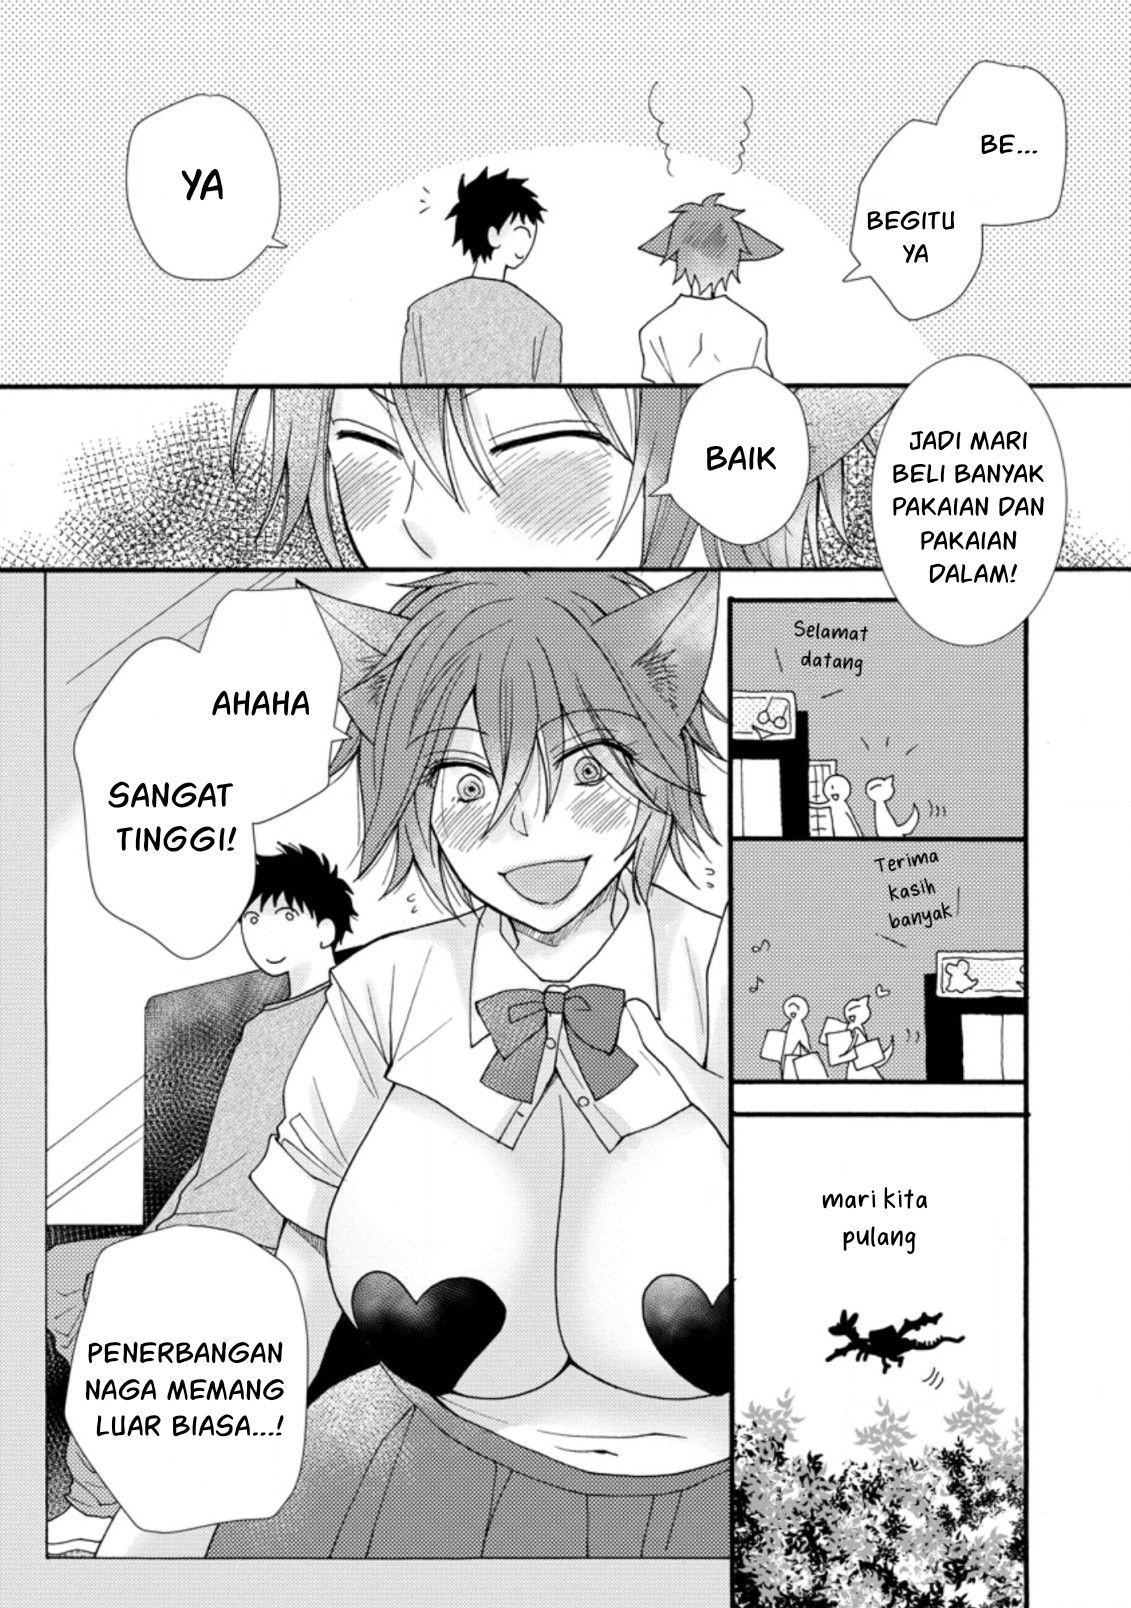 BE...
BEGITU
YA
YA
JADI MARI
BELI BANYAK
PAKAIAN DAN
PAKAIAN
DALAM!
BAIK
Selamat
datang
Terima
kasih
banyak
mari kita
pulang
AHAHA
SANGAT
TINGGI!
PENERBANGAN
NAGA MEMANG
LUAR BIASA...!